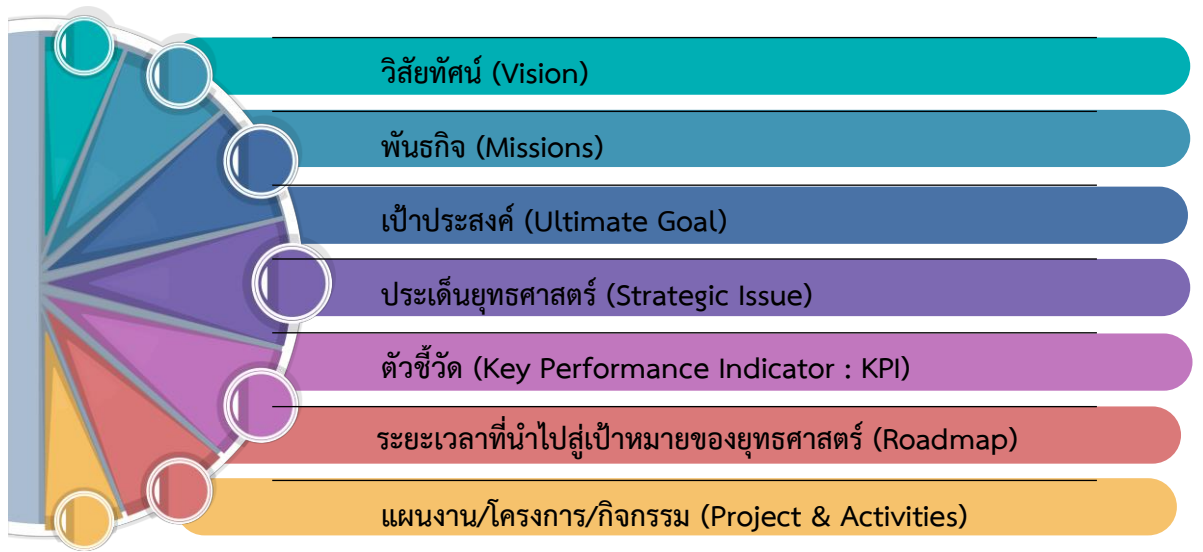 วิสัยทัศน์ (Vision)
พันธกิจ (Missions)
เป้าประสงค์ (Ultimate Goal)
ประเด็นยุทธศาสตร์ (Strategic Issue)
ตัวชี้วัด (Key Performance Indicator : KPI)
ระยะเวลาที่นำไปสู่เป้าหมายของยุทธศาสตร์ (Roadmap)
แผนงาน/โครงการ/กิจกรรม (Project & Activities)